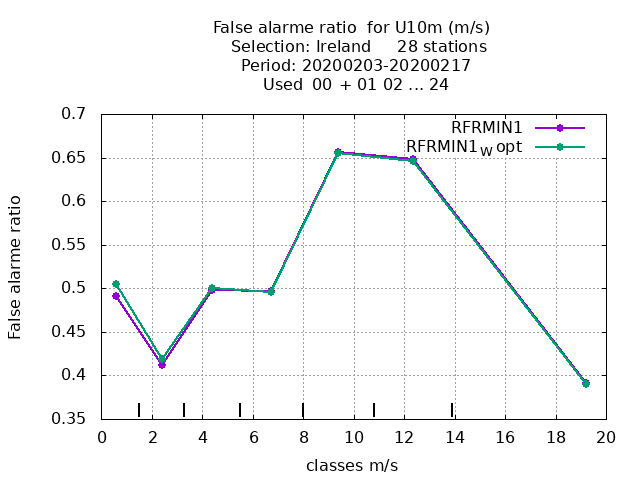 False alarme ratio for U10m (m/s)
Selection: Ireland 28 stations
Period: 20200203-20200217
Used 00 + 01 02 ... 24
RFRMIN1
RFRMIN1W opt
0.7
0.65
0.6
0.55
0.5
0.45
0.4
0.35
False alarme ratio
0 2 4 6 8 10 12 14 16 18 20
classes m/s